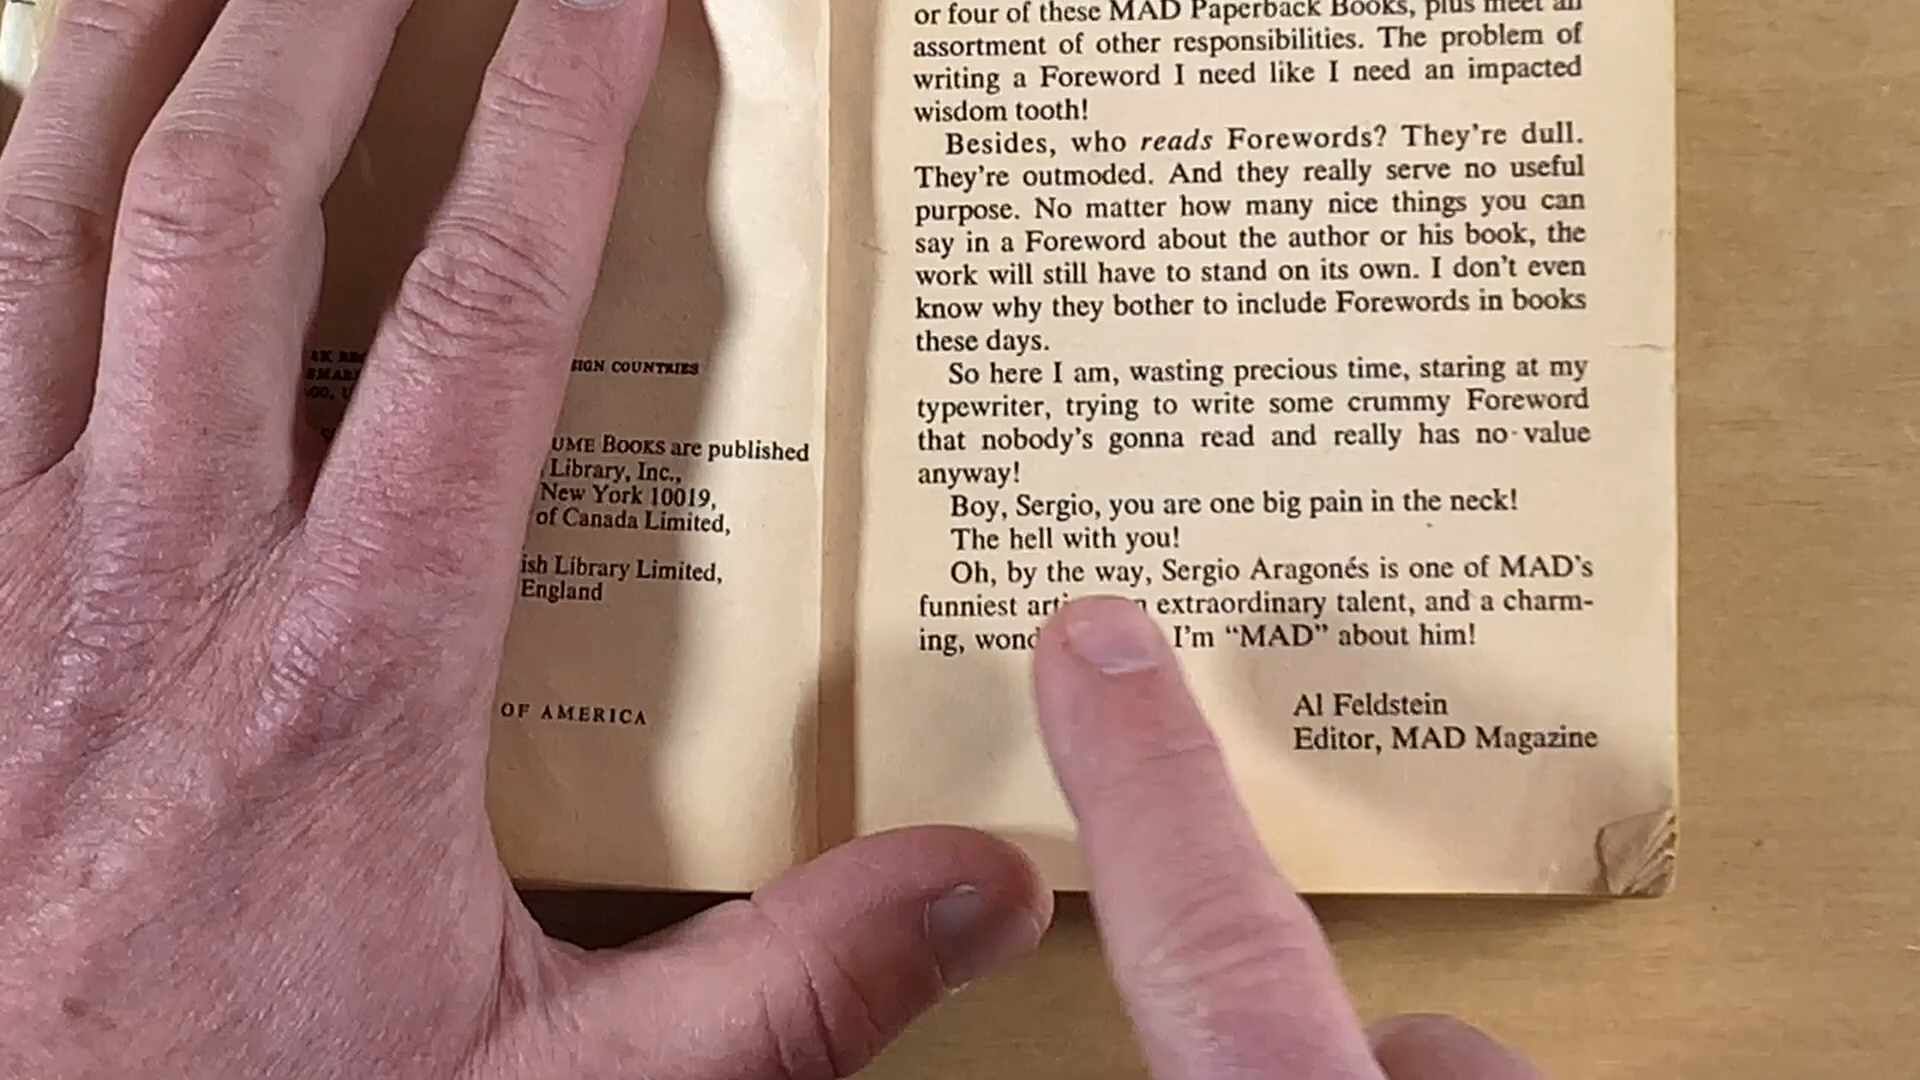 SIGN COUNTRIES
UME BOOKS are published
Library, Inc.,
New York 10019,
of Canada Limited,
ish Library Limited,
England
OF AMERICA
or four of these MAD Paperback Books, plus meet an
assortment of other responsibilities. The problem of
writing a Foreword I need like I need an impacted
wisdom tooth!
Besides, who reads Forewords? They're dull.
They're outmoded. And they really serve no useful
purpose. No matter how many nice things you can
say in a Foreword about the author or his book, the
work will still have to stand on its own. I don't even
know why they bother to include Forewords in books
these days.
So here I am, wasting precious time, staring at my
typewriter, trying to write some crummy Foreword
that nobody's gonna read and really has no value
anyway!
Boy, Sergio, you are one big pain in the neck!
The hell with you!
Oh, by the way, Sergio Aragonés is one of MAD's
funniest extraordinary talent, and a charm-
ing, I'm “MAD” about him!
Al Feldstein
Editor, MAD Magazine